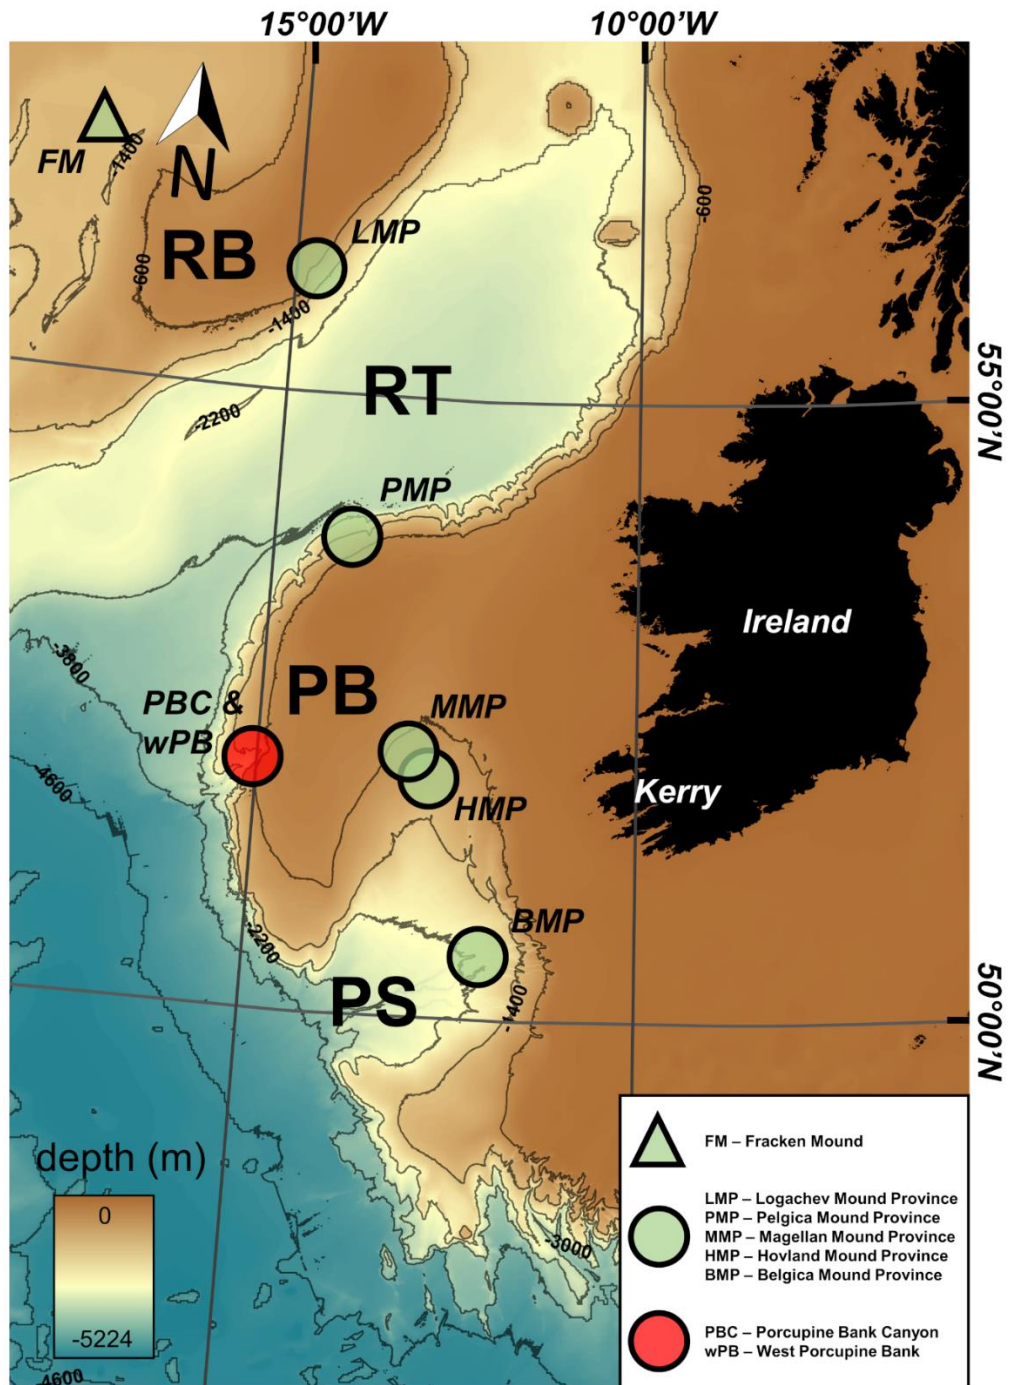 15°00’W
10°00’W
FM
-1400
N
RB
-600
LMP
-1400
-600
RT
-2200
55°00’N
PMP
Ireland
-3800
PB
PBC &
wPB
MMP
-4600
HMP
Kerry
-2200
BMP
PS
-1400
50°00’N
depth (m)
0
-5224
-3000
-4600
FM – Fracken Mound
LMP – Logachev Mound Province
PMP – Pelgica Mound Province
MMP – Magellan Mound Province
HMP – Hovland Mound Province
BMP – Belgica Mound Province
PBC – Porcupine Bank Canyon
wPB – West Porcupine Bank